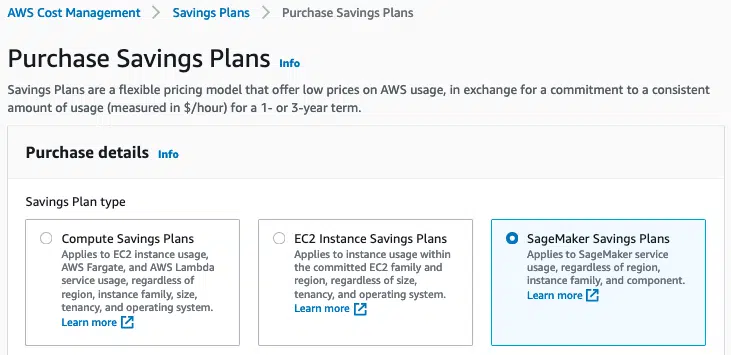 AWS Cost Management > Savings Plans > Purchase Savings Plans
Purchase Savings Plans Info
Savings Plans are a flexible pricing model that offer low prices on AWS usage, in exchange for a commitment to a consistent
amount of usage (measured in $/hour) for a 1- or 3-year term.
Purchase details Info
Savings Plan type
Compute Savings Plans
Applies to EC2 instance usage,
AWS Fargate, and AWS Lambda
service usage, regardless of
region, instance family, size,
tenancy, and operating system.
Learn more
EC2 Instance Savings Plans
Applies to instance usage within
the committed EC2 family and
region, regardless of size,
tenancy, and operating system.
Learn more
SageMaker Savings Plans
Applies to SageMaker service
usage, regardless of region,
instance family, and component.
Learn more